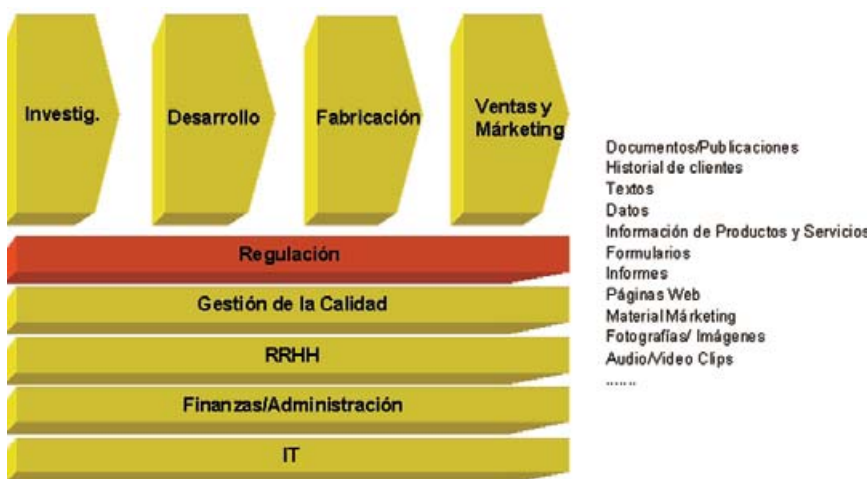 Investig.
Desarrollo
Fabricación
Ventas y
Márketing
Regulación
Gestión de la Calidad
RRHH
Finanzas/Administración
IT
Documentos/Publicaciones
Historial de clientes
Textos
Datos
Información de Productos y Servicios
Formularios
Informes
Páginas Web
Material Márketing
Fotografías/ Imágenes
Audio/Video Clips
.......